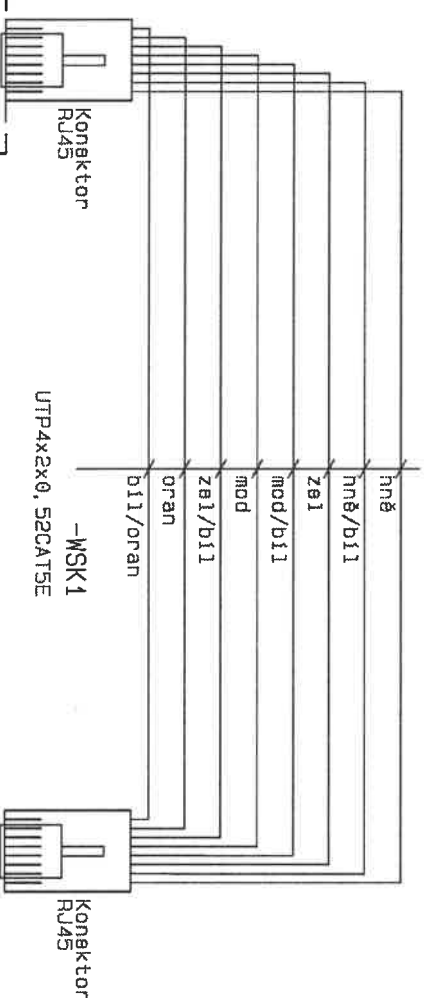 hně
hně/bíl
zel
mod/bíl
mod
zel/bíl
oran
bíl/oran
Konektor
RJ45
-WSK1
UTP4x2x0,52CAT5E
Konektor
RJ45